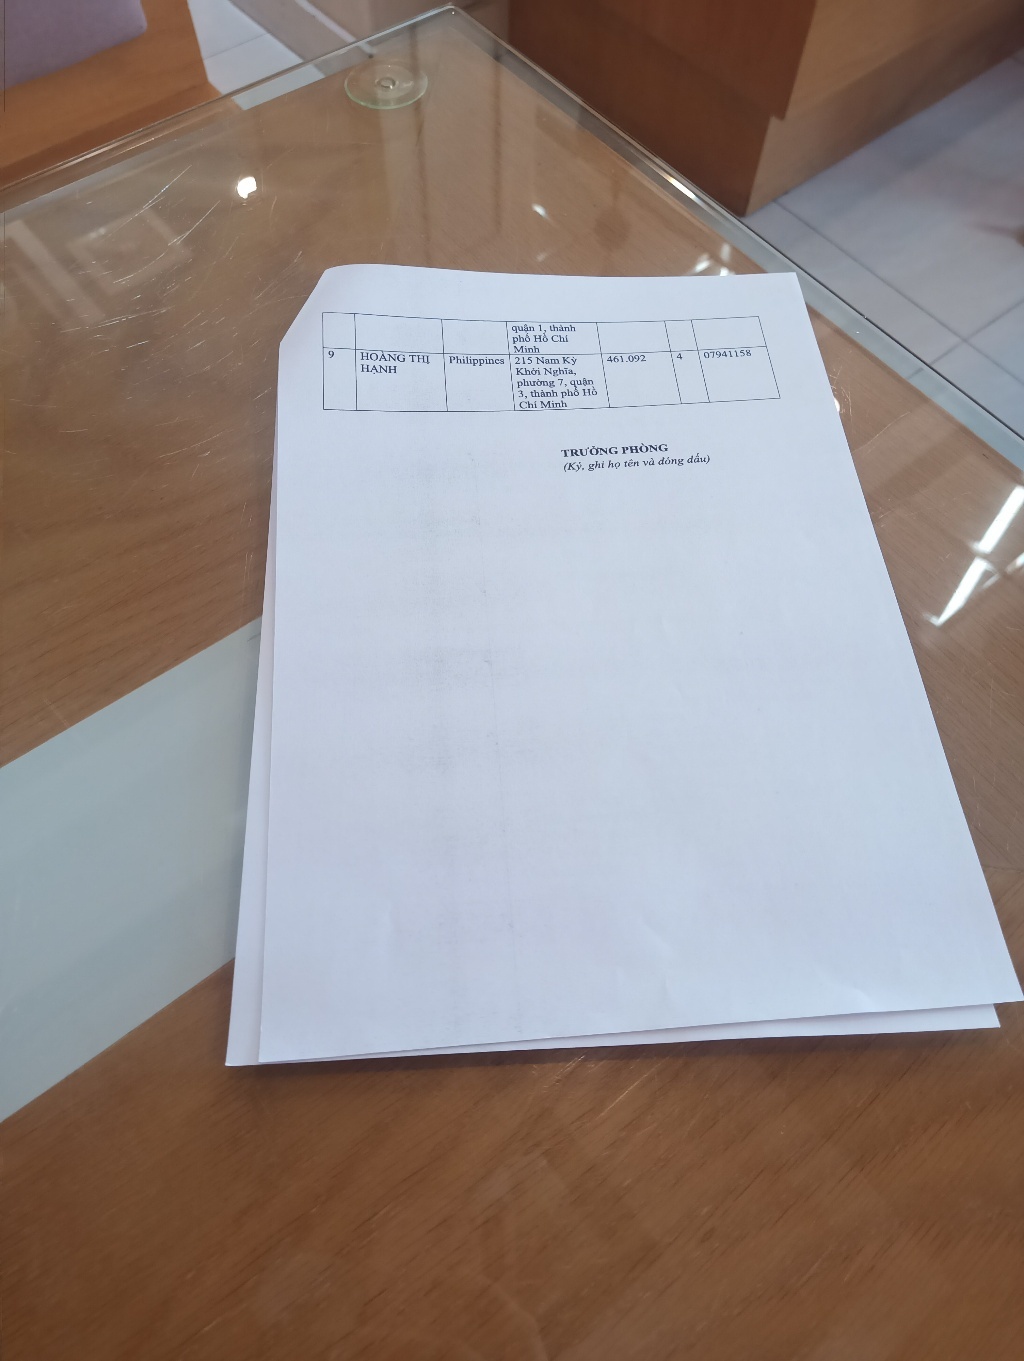 quận 1, thành
phố Hồ Chí
Minh
9
HOÀNG THỊ
HẠNH
Philippines
215 Nam Kỳ
Khởi Nghĩa,
phường 7, quận
3, thành phố Hồ
Chí Minh
461.092
4
07941158
TRƯỞNG PHÒNG
(Ký, ghi họ tên và đóng dấu)